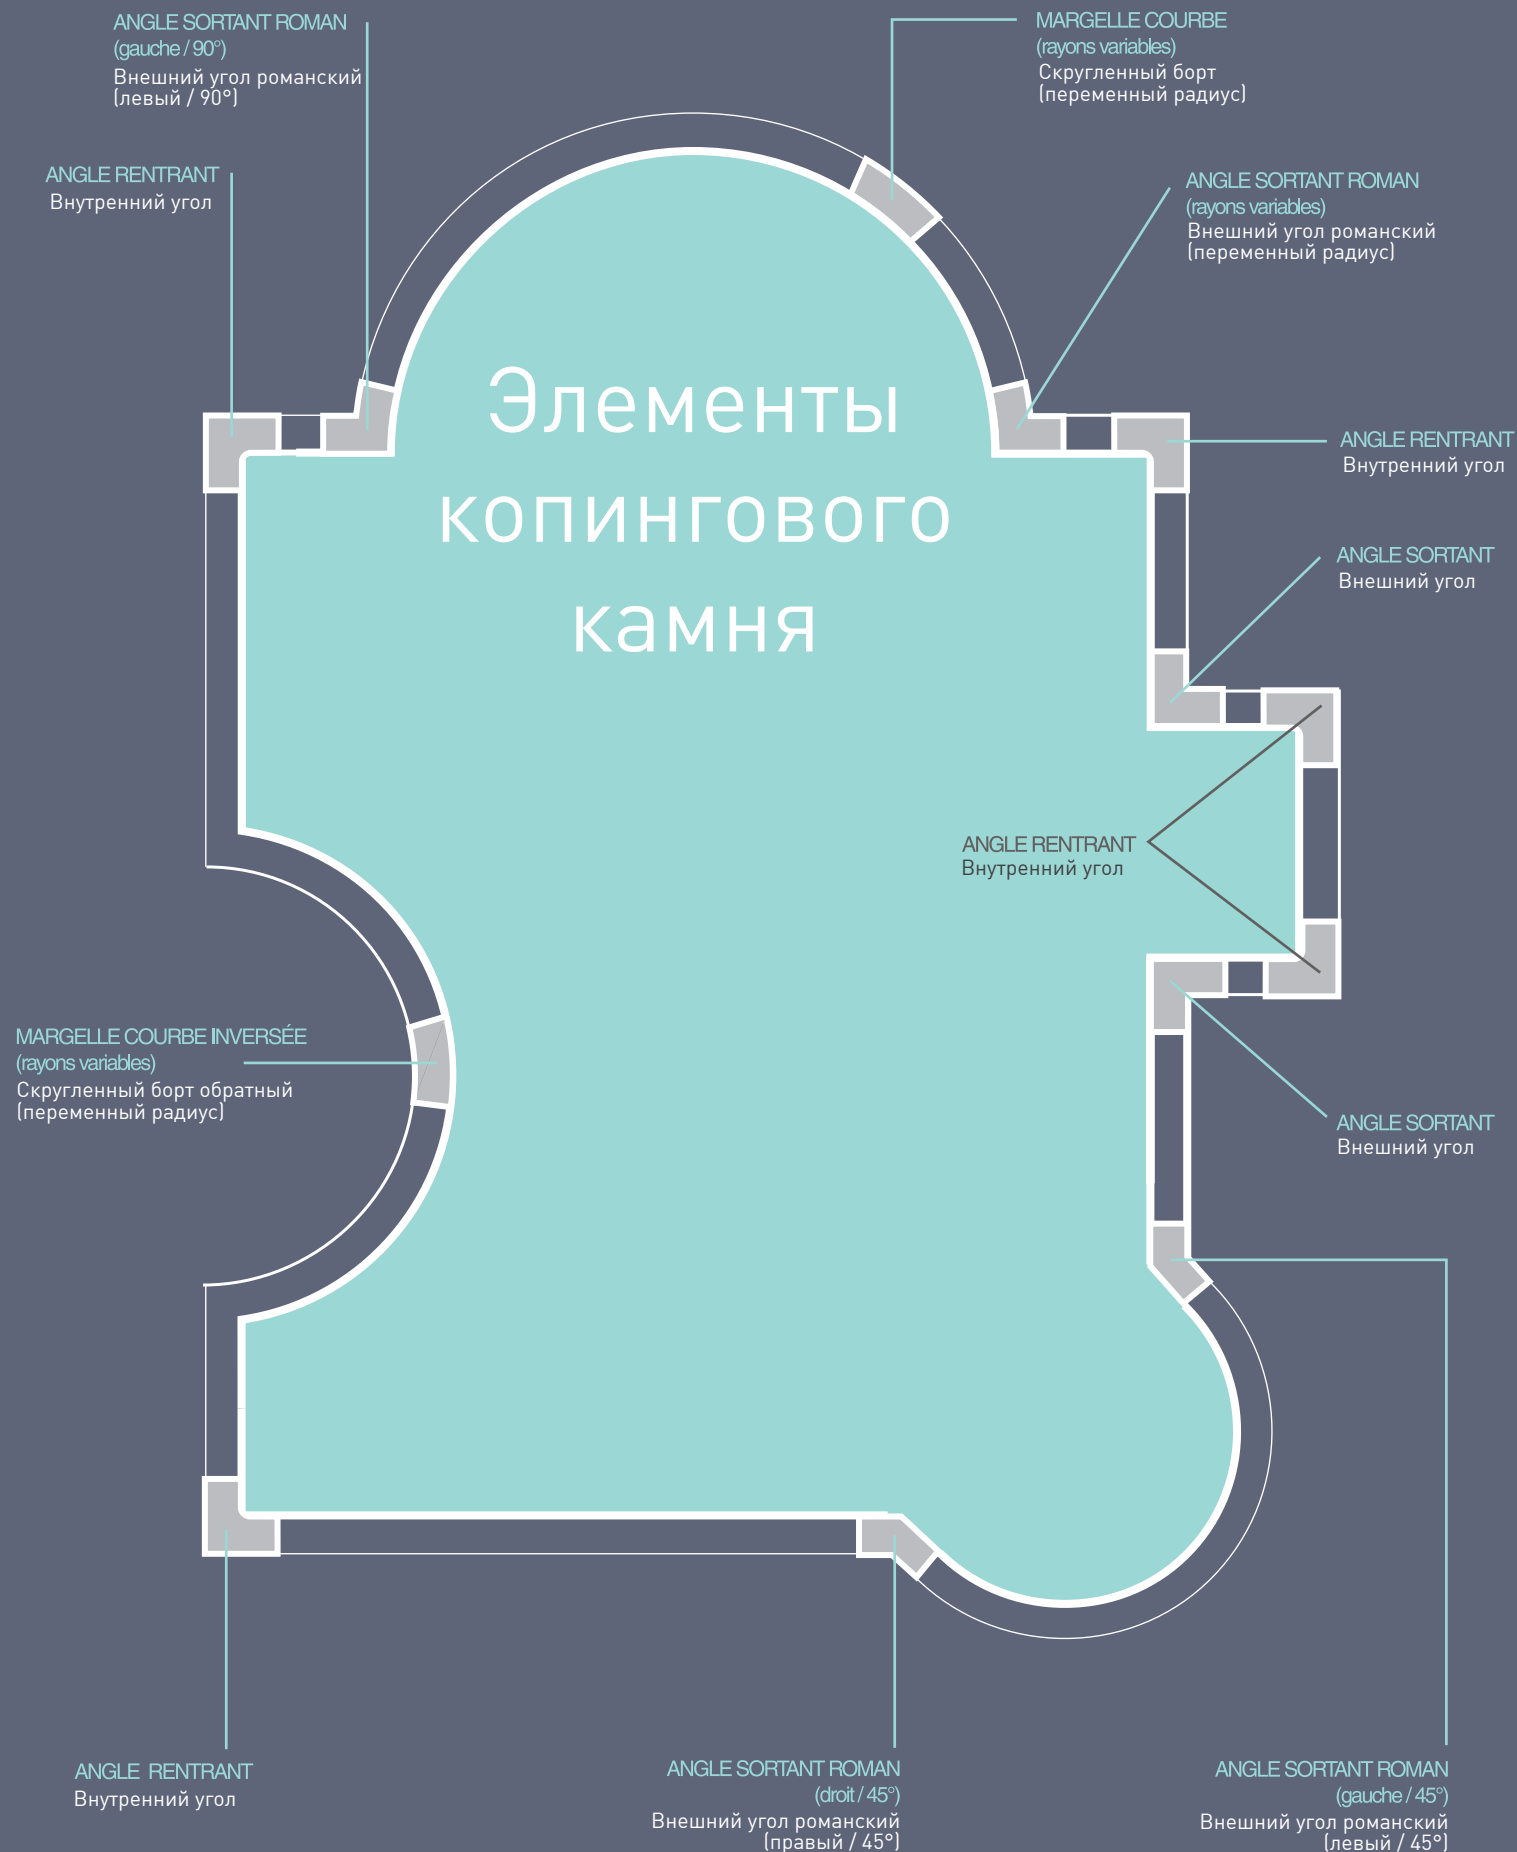 ANGLE SORTANT ROMAN
(gauche / 90°)
Внешний угол романский
(левый / 90°)
MARGELLE COURBE
(rayons variables)
Скругленный борт
(переменный радиус)
ANGLE RENTRANT
Внутренний угол
ANGLE SORTANT ROMAN
(rayons variables)
Внешний угол романский
(переменный радиус)
Элементы
копингового
камня
ANGLE RENTRANT
Внутренний угол
ANGLE SORTANT
Внешний угол
ANGLE RENTRANT
Внутренний угол
MARGELLE COURBE INVERSÉE
(rayons variables)
Скругленный борт обратный
(переменный радиус)
ANGLE SORTANT
Внешний угол
ANGLE RENTRANT
Внутренний угол
ANGLE SORTANT ROMAN
(droit / 45°)
Внешний угол романский
(правый / 45°)
ANGLE SORTANT ROMAN
(gauche / 45°)
Внешний угол романский
(левый / 45°)